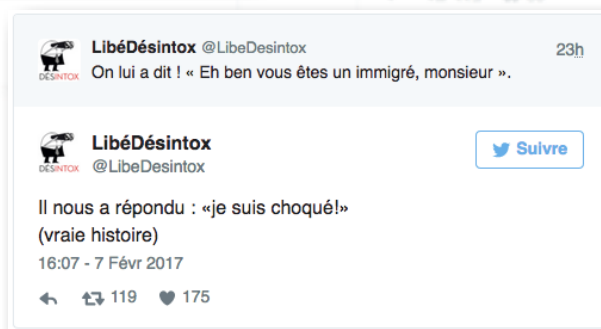 LibéDésintox @LibeDesintox 23h
On lui a dit ! « Eh ben vous êtes un immigré, monsieur ».
DÉSINTOX
LibéDésintox
Suivre
@LibeDesintox
DÉSINTOX
Il nous a répondu : «je suis choqué!»
(vraie histoire)
16:07 - 7 Févr 2017
119 175